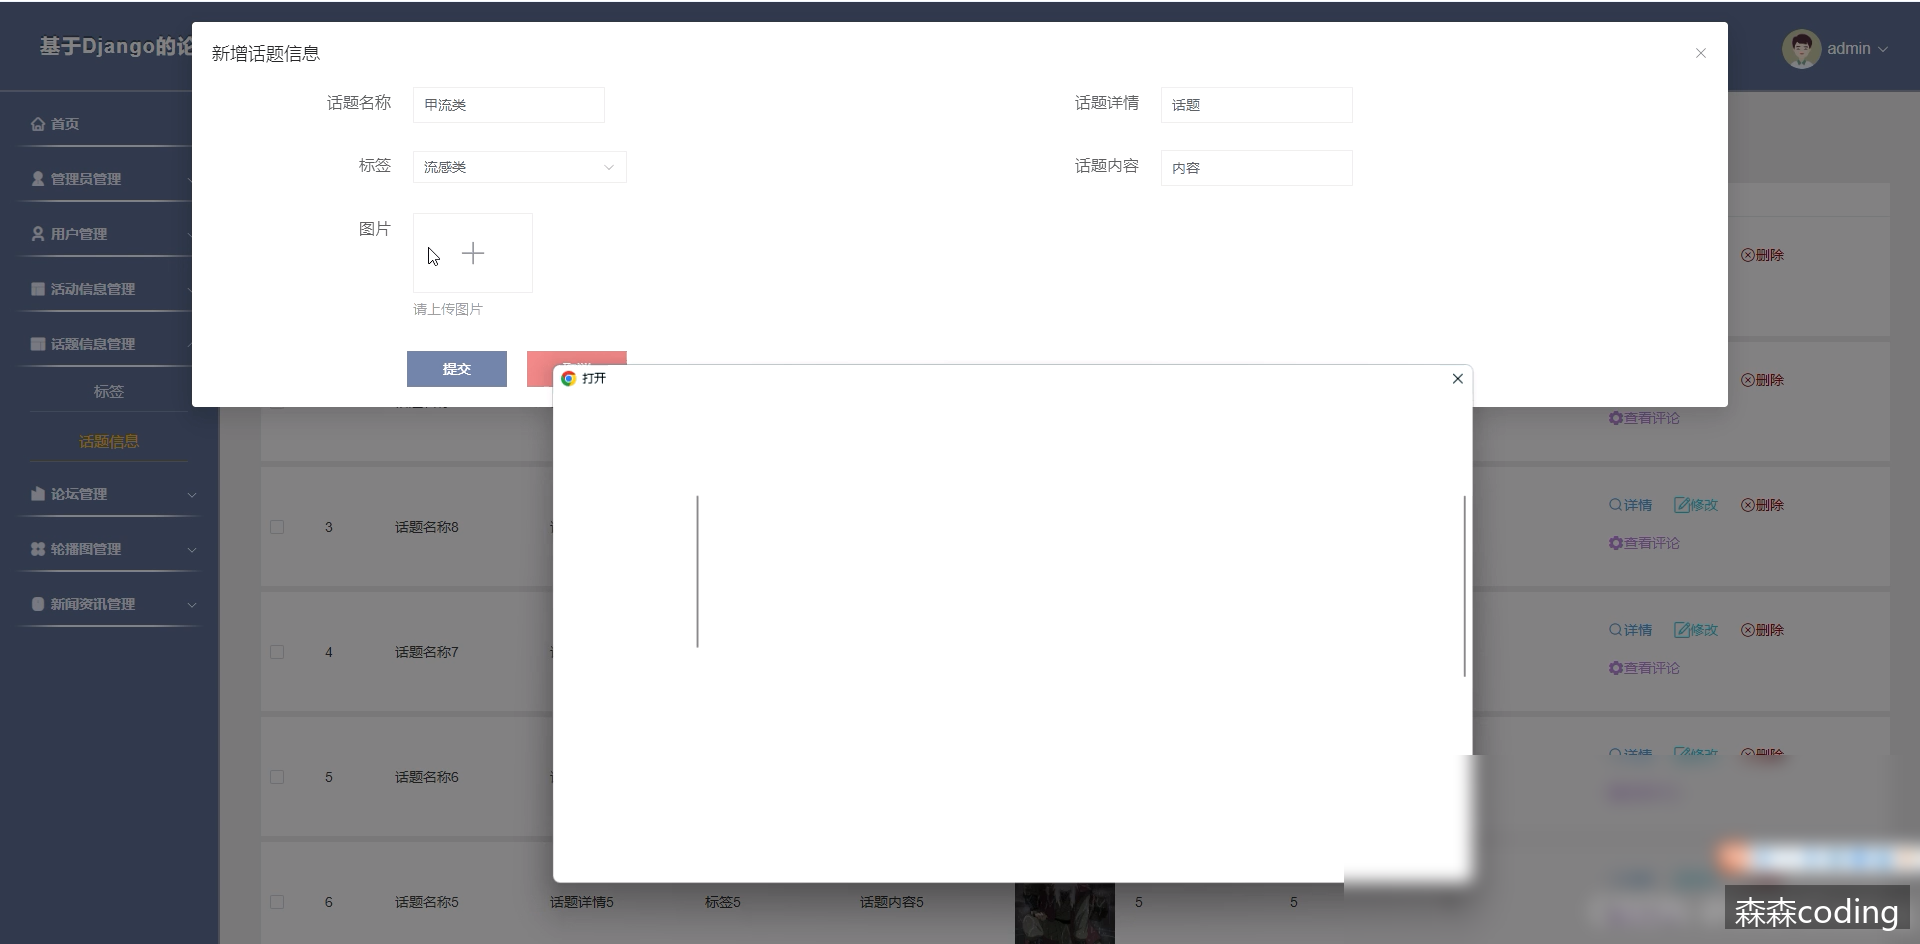 基于Django的论
admin
新增话题信息
话题名称
甲流类
话题详情
话题
标签
流感类
话题内容
内容
图片
请上传图片
提交
打开
首页
管理员管理
用户管理
活动信息管理
话题信息管理
标签
话题信息
论坛管理
轮播图管理
新闻资讯管理
删除
删除
查看评论
3 话题名称8 详情 修改 删除
查看评论
4 话题名称7 详情 修改 删除
查看评论
5 话题名称6 详情 修改 删除
6 话题名称5 话题详情5 标签5 话题内容5 5 5
森森coding